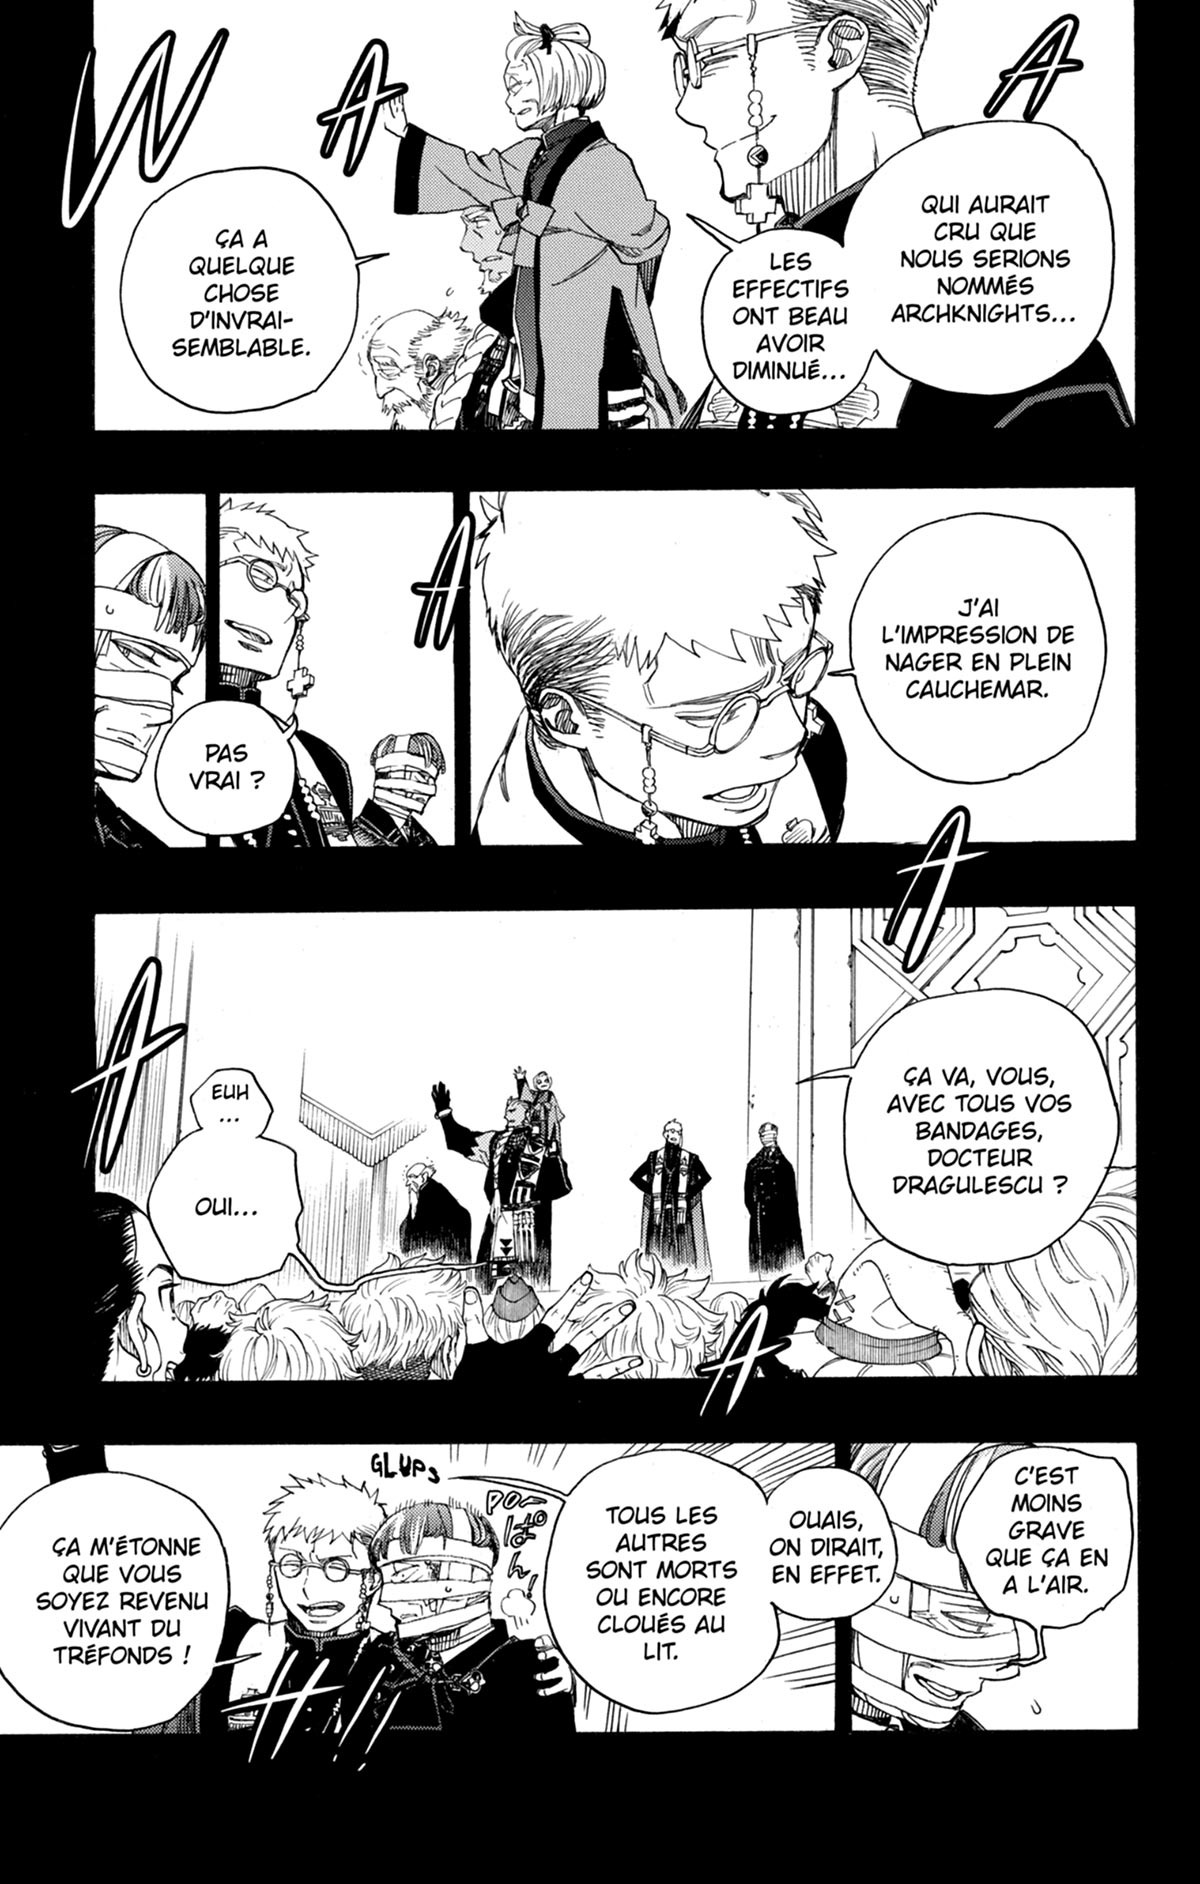 QUI AURAIT
CRU QUE
NOUS SERIONS
NOMMÉS
ARCHKNIGHTS...
LES
EFFECTIFS
ONT BEAU
AVOIR
DIMINUÉ...
ÇA A
QUELQUE
CHOSE
D'INVRAI-
SEMBLABLE.
A
A
W
J'AI
L'IMPRESSION DE
NAGER EN PLEIN
CAUCHEMAR.
A
PAS
VRAI ?
A
ÇA VA, VOUS,
AVEC TOUS VOS
BANDAGES,
DOCTEUR
DRAGULESCU ?
A
EUH
...
OUI...
A
C'EST
MOINS
GRAVE
QUE ÇA EN
A L'AIR.
OUAIS,
ON DIRAIT,
EN EFFET.
TOUS LES
AUTRES
SONT MORTS
OU ENCORE
CLOUÉS AU
LIT.
GLUPS
ÇA M'ÉTONNE
QUE VOUS
SOYEZ REVENU
VIVANT DU
TRÉFONDS !
H